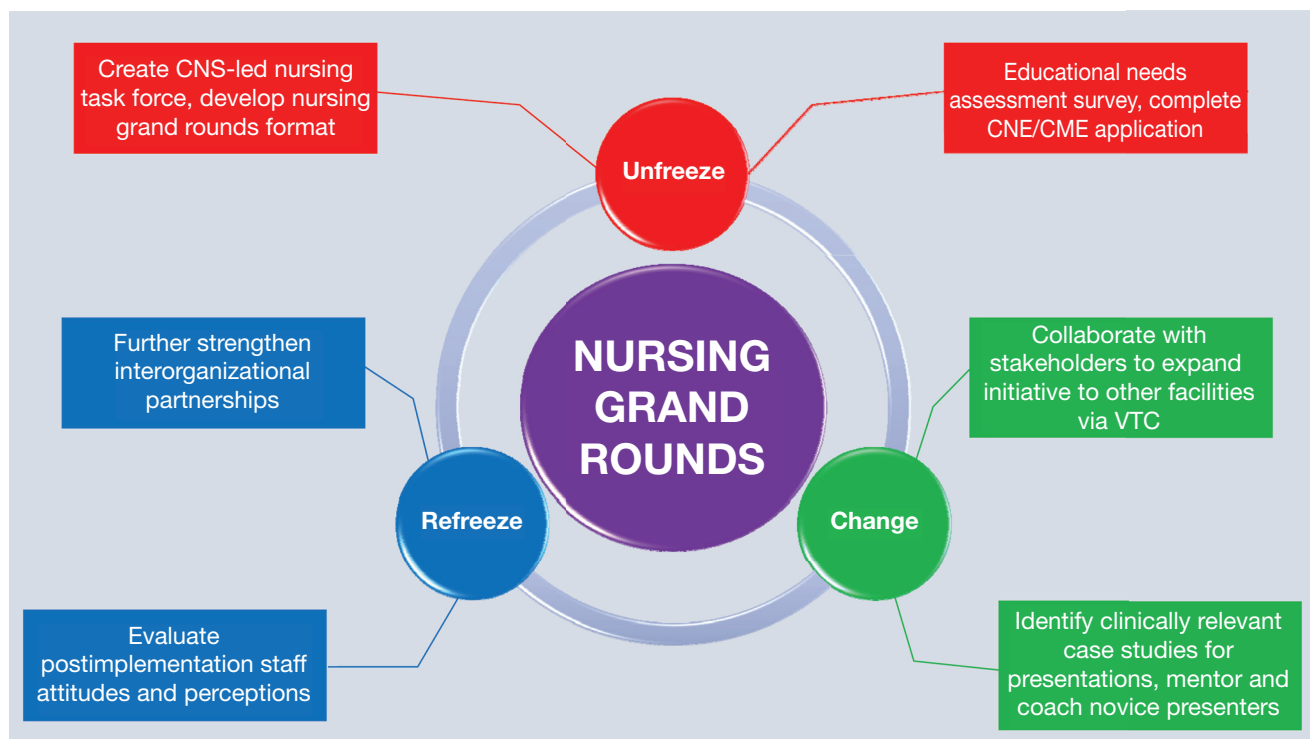 Create CNS-led nursing
task force, develop nursing
grand rounds format
Educational needs
assessment survey, complete
CNE/CME application
Unfreeze
Further strengthen
interorganizational
partnerships
NURSING
GRAND
ROUNDS
Collaborate with
stakeholders to expand
initiative to other facilities
via VTC
Refreeze
Change
Evaluate
postimplementation staff
attitudes and perceptions
Identify clinically relevant
case studies for
presentations, mentor and
coach novice presenters